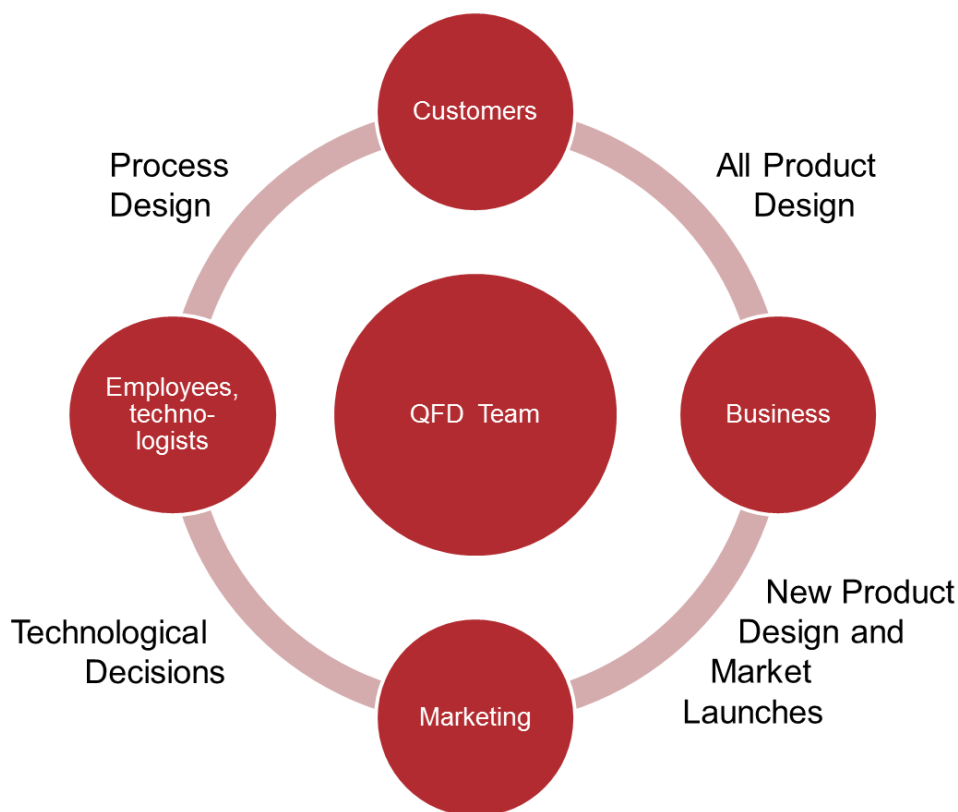 Customers
Process
Design
All Product
Design
Employees,
techno-
logists
QFD Team
Business
Technological
Decisions
New Product
Design and
Market
Launches
Marketing